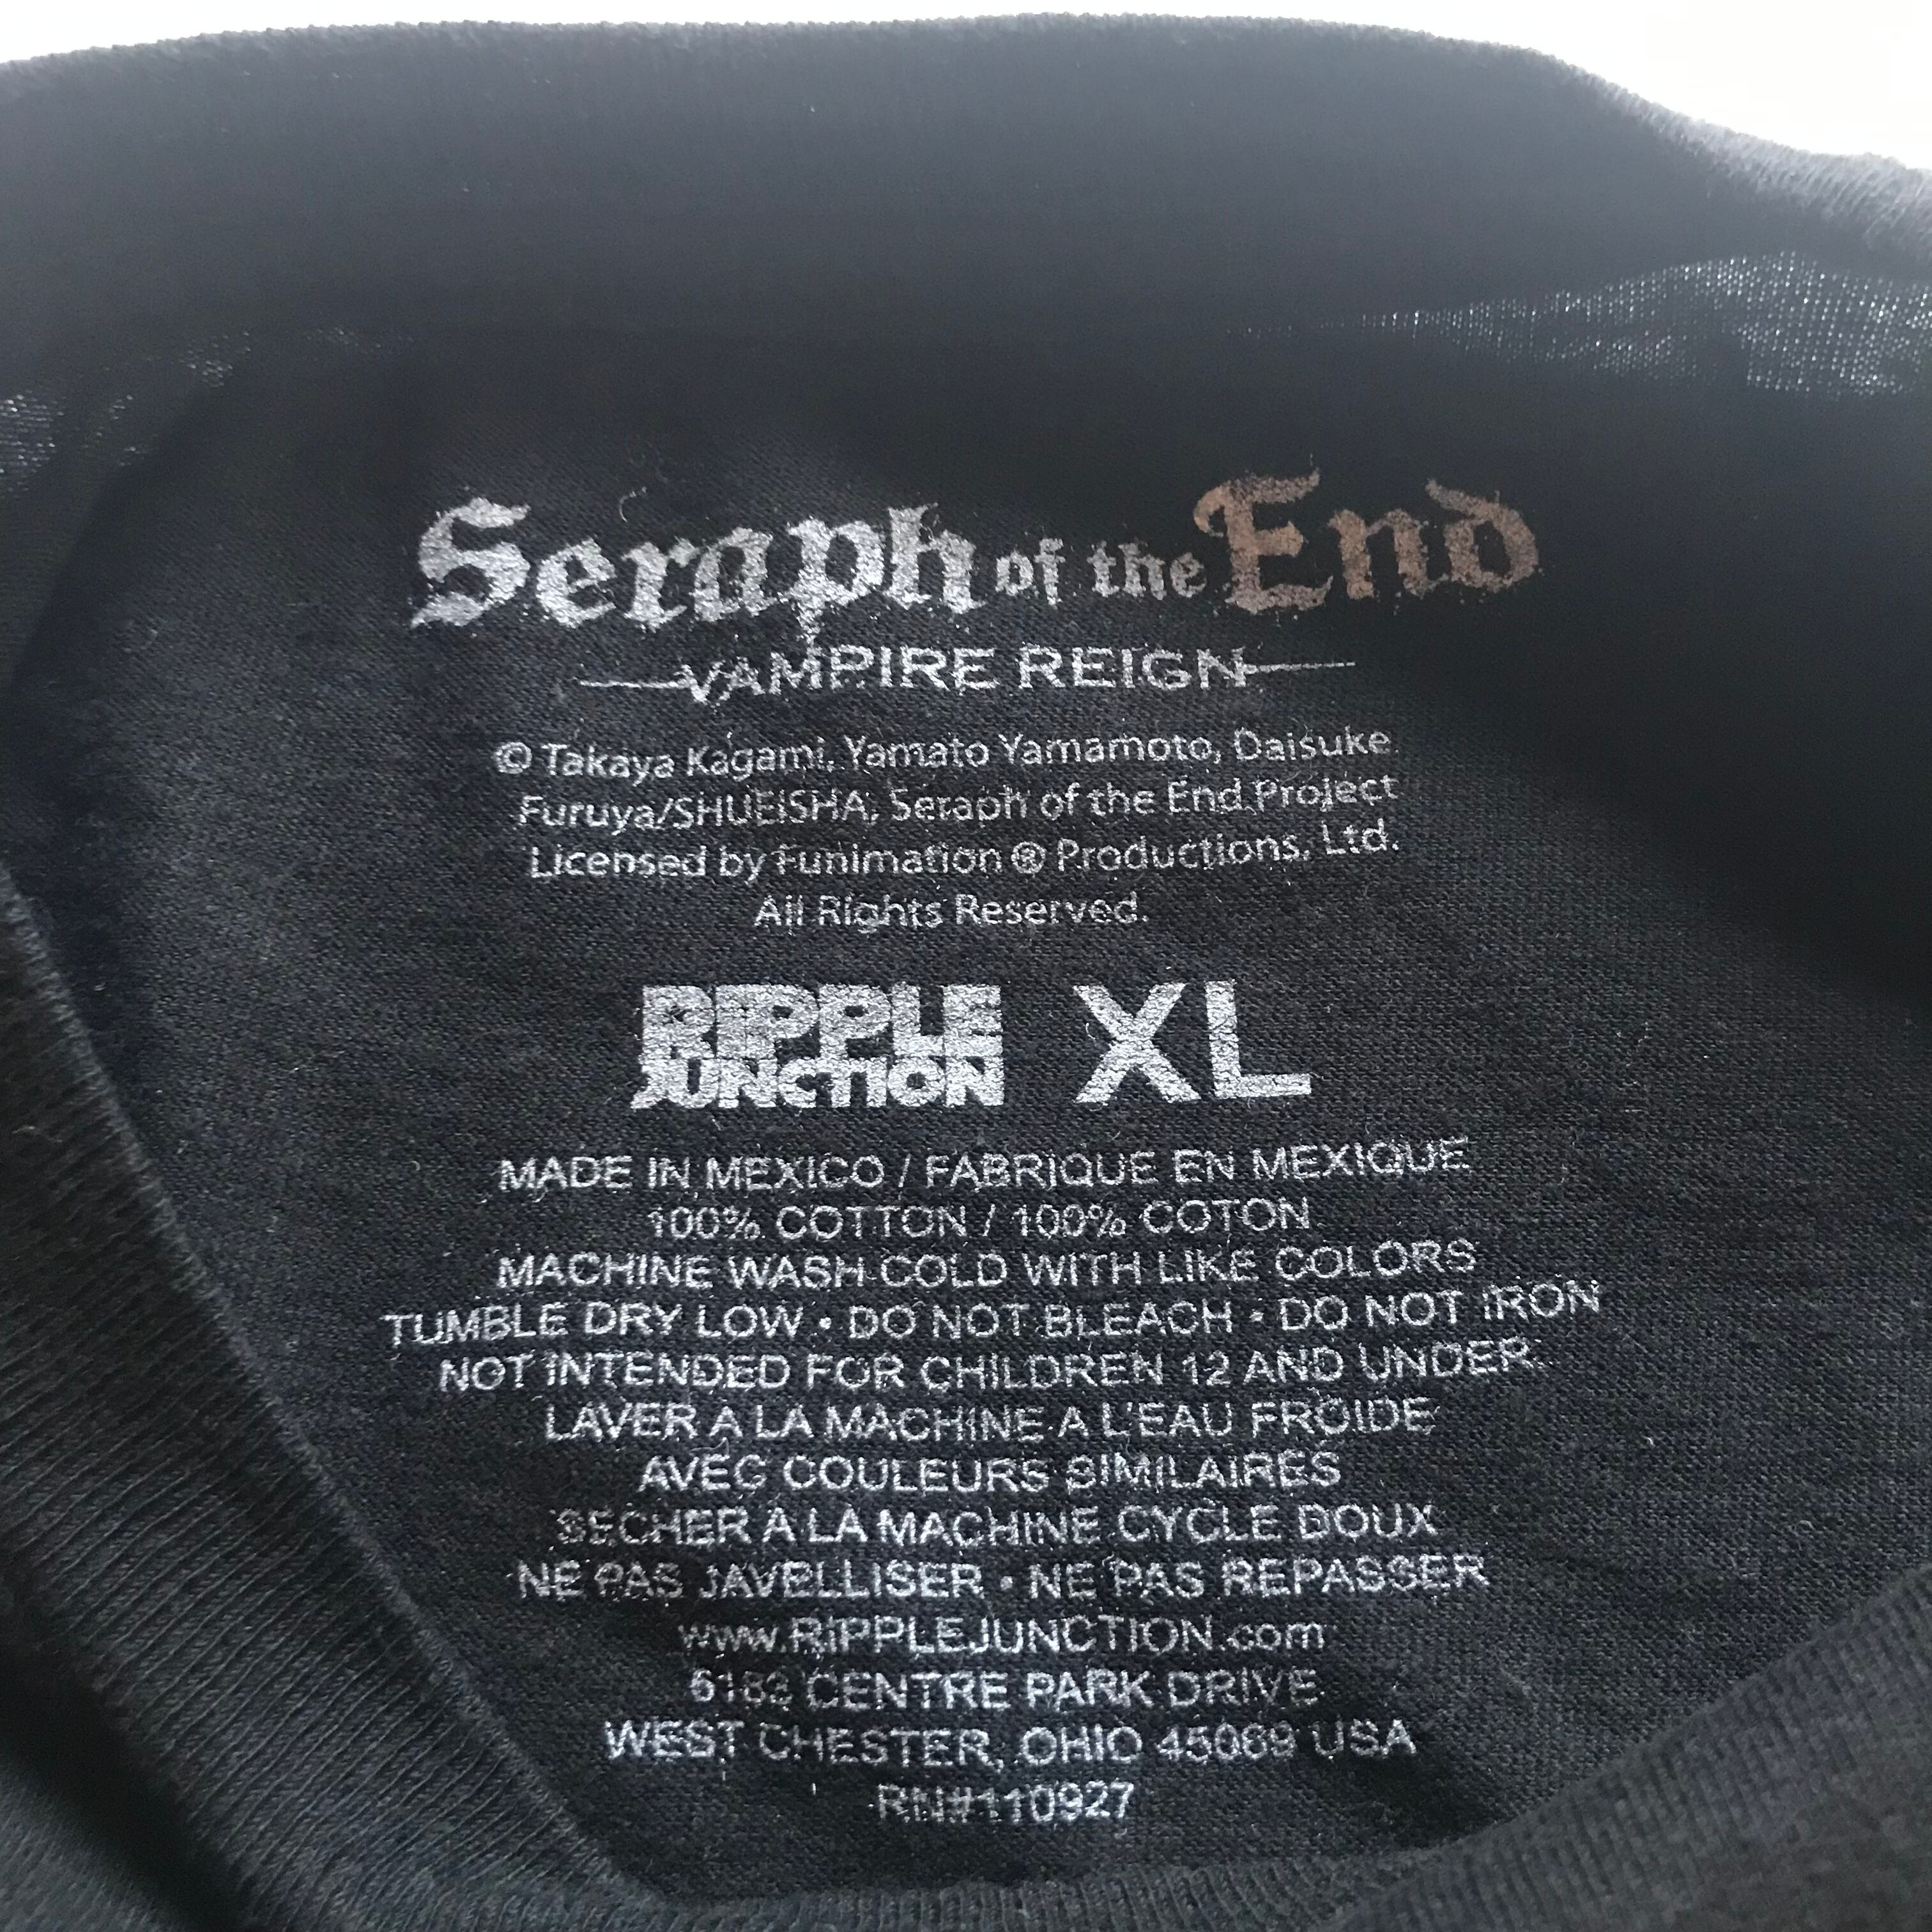 Seraph of the End
VAMPIRE REIGN
© Takaya Kagami, Yamato Yamamoto, Daisuke
Furuya/SHUEISHA, Seraph of the End Project
Licensed by Funimation ® Productions, Ltd.
All Rights Reserved.
RIPPLE JUNCTION XL
MADE IN MEXICO / FABRIQUE EN MEXIQUE
100% COTTON / 100% COTON
MACHINE WASH COLD WITH LIKE COLORS
TUMBLE DRY LOW • DO NOT BLEACH • DO NOT IRON
NOT INTENDED FOR CHILDREN 12 AND UNDER
LAVER A LA MACHINE A L'EAU FROIDE
AVEC COULEURS SIMILAIRES
SECHER A LA MACHINE CYCLE DOUX
NE PAS JAVELLISER • NE PAS REPASSER
www.RIPPLEJUNCTION.com
CENTRE PARK DRIVE
WEST CHESTER, OHIO 45069 USA
RN#110927